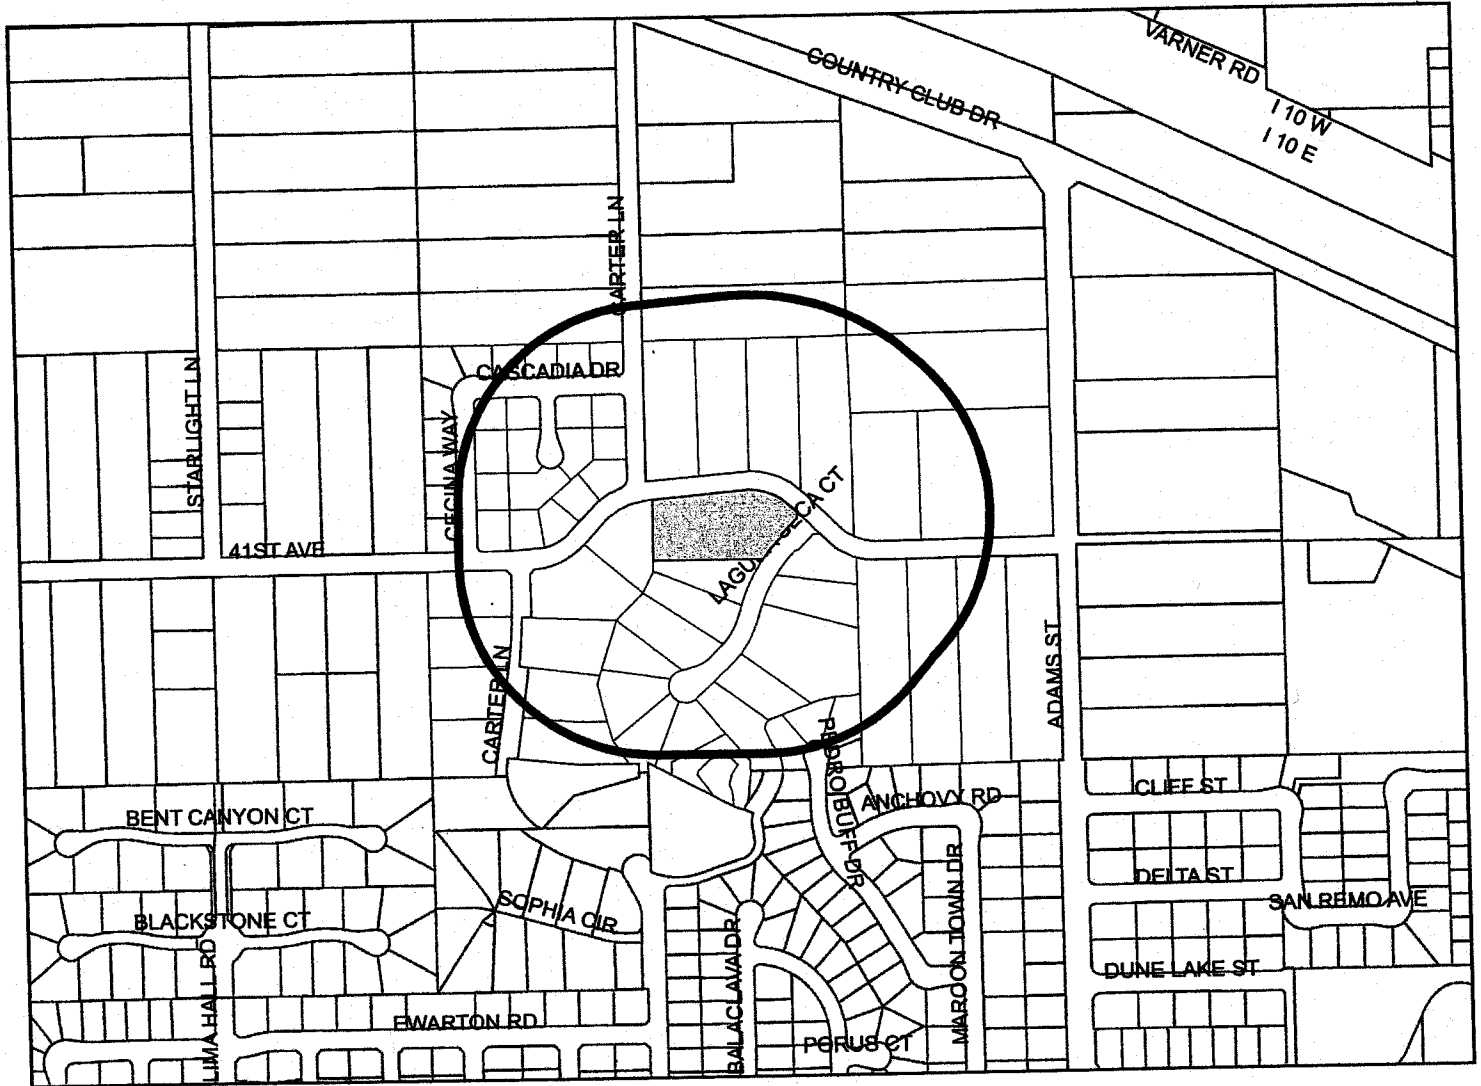 VARNER RD
COUNTRY CLUB DR
I 10 W
I 10 E
CARTER LN
CASCADIA DR
STARLIGHT LN
CECINA WAY
LAGUNA SECA CT
41ST AVE
ADAMS ST
CARTER LN
PEDRO BUFF DR
CLIFF ST
ANCHOVY RD
BENT CANYON CT
DELTA ST
SAN REMO AVE
SOPHIA CIR
BLACKSTONE CT
MAROON TOWN DR
BALACLAVA DR
LIMA HALL RD
DUNE LAKE ST
EWARTON RD
PORUS CT